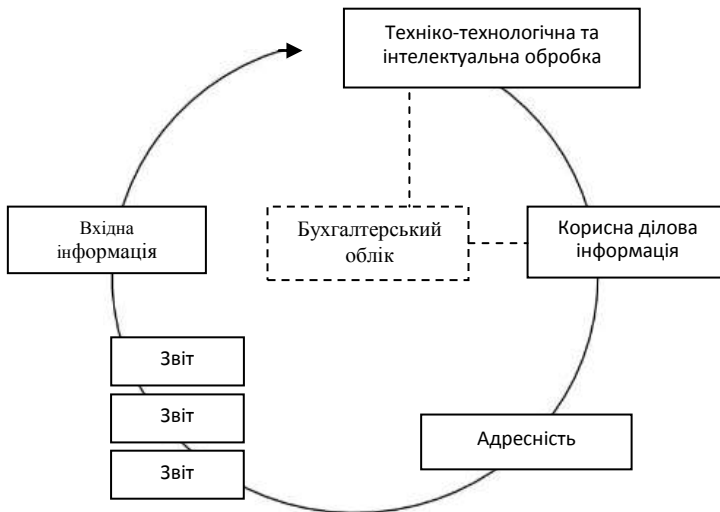 Техніко-технологічна та
інтелектуальна обробка
Вхідна
інформація
Бухгалтерський
облік
Корисна ділова
інформація
Звіт
Звіт
Звіт
Адресність